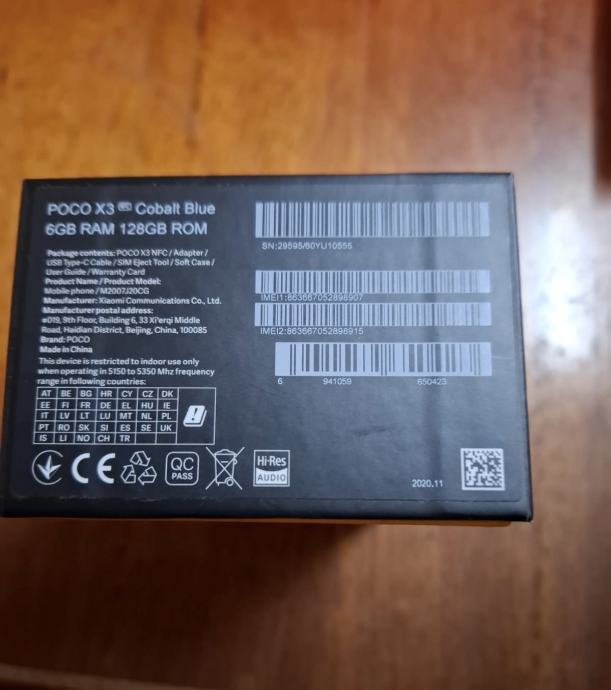 POCO X3 NFC Cobalt Blue
6GB RAM 128GB ROM
Package contents: POCO X3 NFC / Adapter /
USB Type-C Cable / SIM Eject Tool / Soft Case /
User Guide / Warranty Card
Product Name / Product Model:
Mobile phone / M2007J20CG
Manufacturer: Xiaomi Communications Co., Ltd.
Manufacturer postal address:
#019, 9th Floor, Building 6, 33 Xi'erqi Middle
Road, Haidian District, Beijing, China, 100085
Brand: POCO
Made in China
This device is restricted to indoor use only
when operating in 5150 to 5350 Mhz frequency
range in following countries:
AT BE BG HR CY CZ DK
EE FI FR DE EL HU IE
IT LV LT LU MT NL PL
PT RO SK SI ES SE UK
IS LI NO CH TR
CE
QC
PASS
Hi-Res
AUDIO
SN:29595/60YU10555
IMEI1:863667052898907
IMEI2:863667052898915
6 941059 650423
2020.11